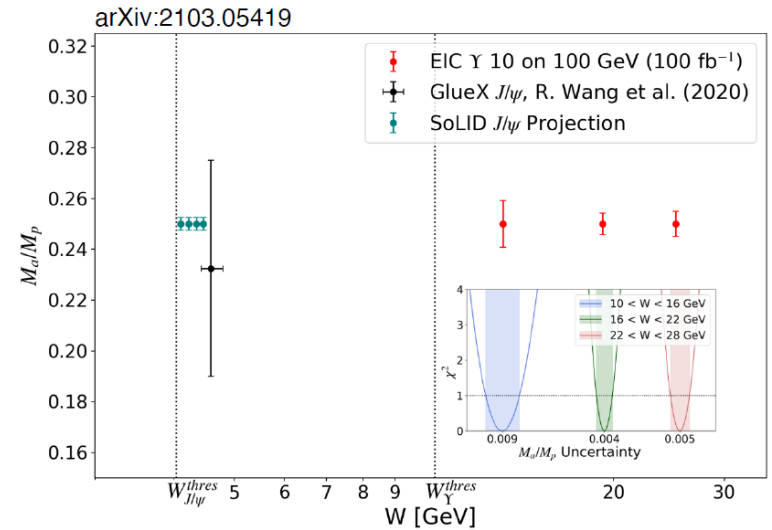 arXiv:2103.05419
0.32
0.30
0.28
0.26
0.24
0.22
0.20
0.18
0.16
M_a/M_p
EIC ϒ 10 on 100 GeV (100 fb⁻¹)
GlueX J/ψ, R. Wang et al. (2020)
SoLID J/ψ Projection
4
3
2
1
0
χ²
10 < W < 16 GeV
16 < W < 22 GeV
22 < W < 28 GeV
0.009 0.004 0.005
M_a/M_p Uncertainty
W_{J/ψ}^{thres} 5 6 7 8 9 W_ϒ^{thres} 20 30
W [GeV]